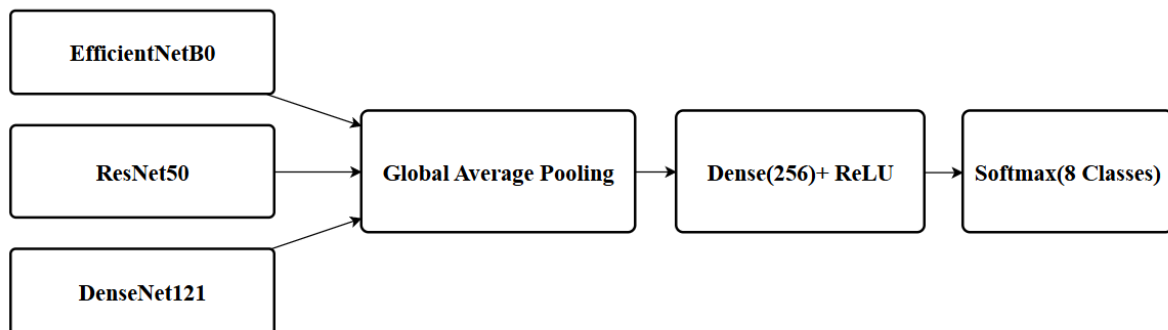 EfficientNetB0
ResNet50
DenseNet121
Global Average Pooling
Dense(256)+ ReLU
Softmax(8 Classes)